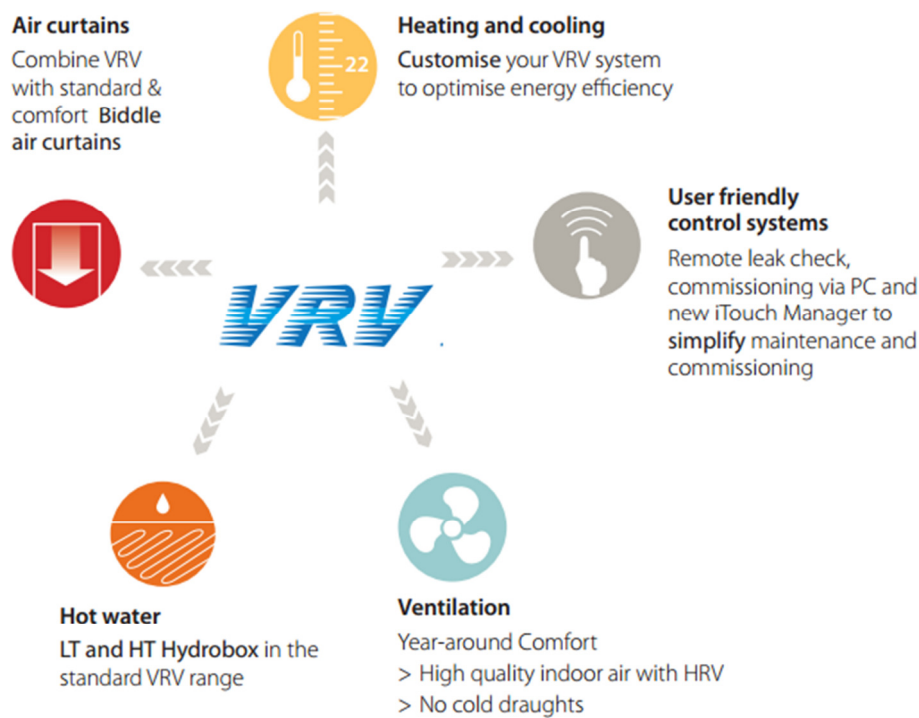 Air curtains
Combine VRV
with standard &
comfort Biddle
air curtains
22
Heating and cooling
Customise your VRV system
to optimise energy efficiency
User friendly
control systems
Remote leak check,
commissioning via PC and
new iTouch Manager to
simplify maintenance and
commissioning
VRV
Hot water
LT and HT Hydrobox in the
standard VRV range
Ventilation
Year-around Comfort
> High quality indoor air with HRV
> No cold draughts